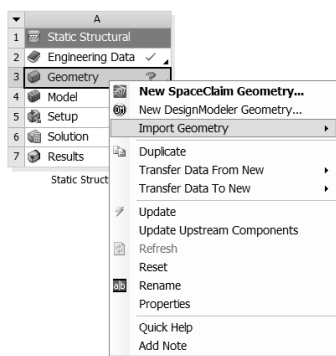 A
1 Static Structural
2 Engineering Data
3 Geometry ?
4 Model
5 Setup
6 Solution
7 Results
Static Struct
New SpaceClaim Geometry...
New DesignModeler Geometry...
Import Geometry
Duplicate
Transfer Data From New
Transfer Data To New
Update
Update Upstream Components
Refresh
Reset
a|b Rename
Properties
Quick Help
Add Note